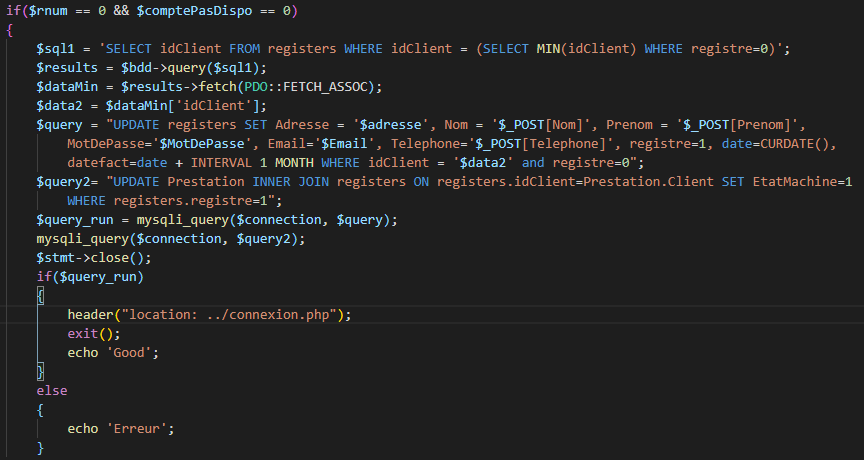 if($rnum == 0 && $comptePasDispo == 0)
{
$sql1 = 'SELECT idClient FROM registers WHERE idClient = (SELECT MIN(idClient) WHERE registre=0)';
$results = $bdd->query($sql1);
$dataMin = $results->fetch(PDO::FETCH_ASSOC);
$data2 = $dataMin['idClient'];
$query = "UPDATE registers SET Adresse = '$adresse', Nom = '$_POST[Nom]', Prenom = '$_POST[Prenom]',
MotDePasse='$MotDePasse', Email='$Email', Telephone='$_POST[Telephone]', registre=1, date=CURDATE(),
datefact=date + INTERVAL 1 MONTH WHERE idClient = '$data2' and registre=0";
$query2= "UPDATE Prestation INNER JOIN registers ON registers.idClient=Prestation.Client SET EtatMachine=1
WHERE registers.registre=1";
$query_run = mysqli_query($connection, $query);
mysqli_query($connection, $query2);
$stmt->close();
if($query_run)
{
header("location: ../connexion.php");
exit();
echo 'Good';
}
else
{
echo 'Erreur';
}